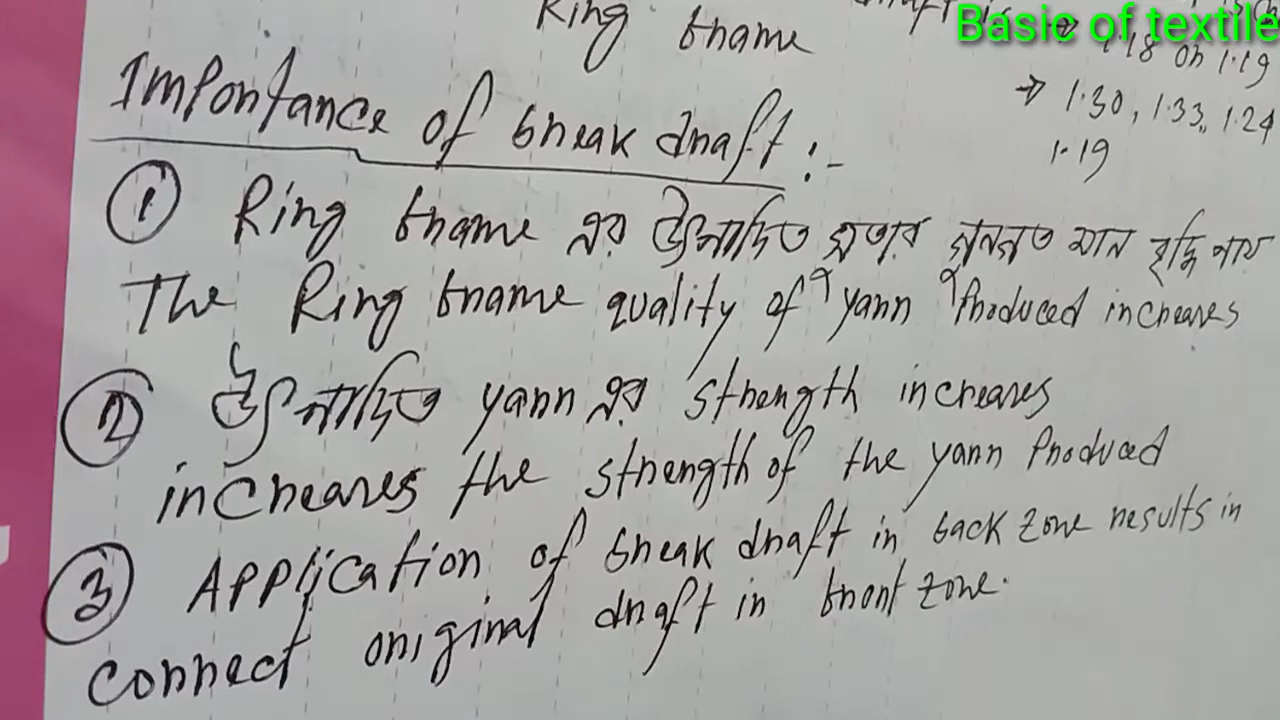 Ring frame
Basic of textile
1.18 or 1.19
→ 1.30, 1.33, 1.24
1.19
Importance of break draft :-
① Ring frame এর উৎপাদিত সুতার গুনগত মান বৃদ্ধি পায়
The Ring frame quality of yarn Produced increases
② উৎপাদিত yarn এর strength increases
increases the strength of the yarn Produced
③ Application of break draft in back zone results in
correct original draft in front zone.